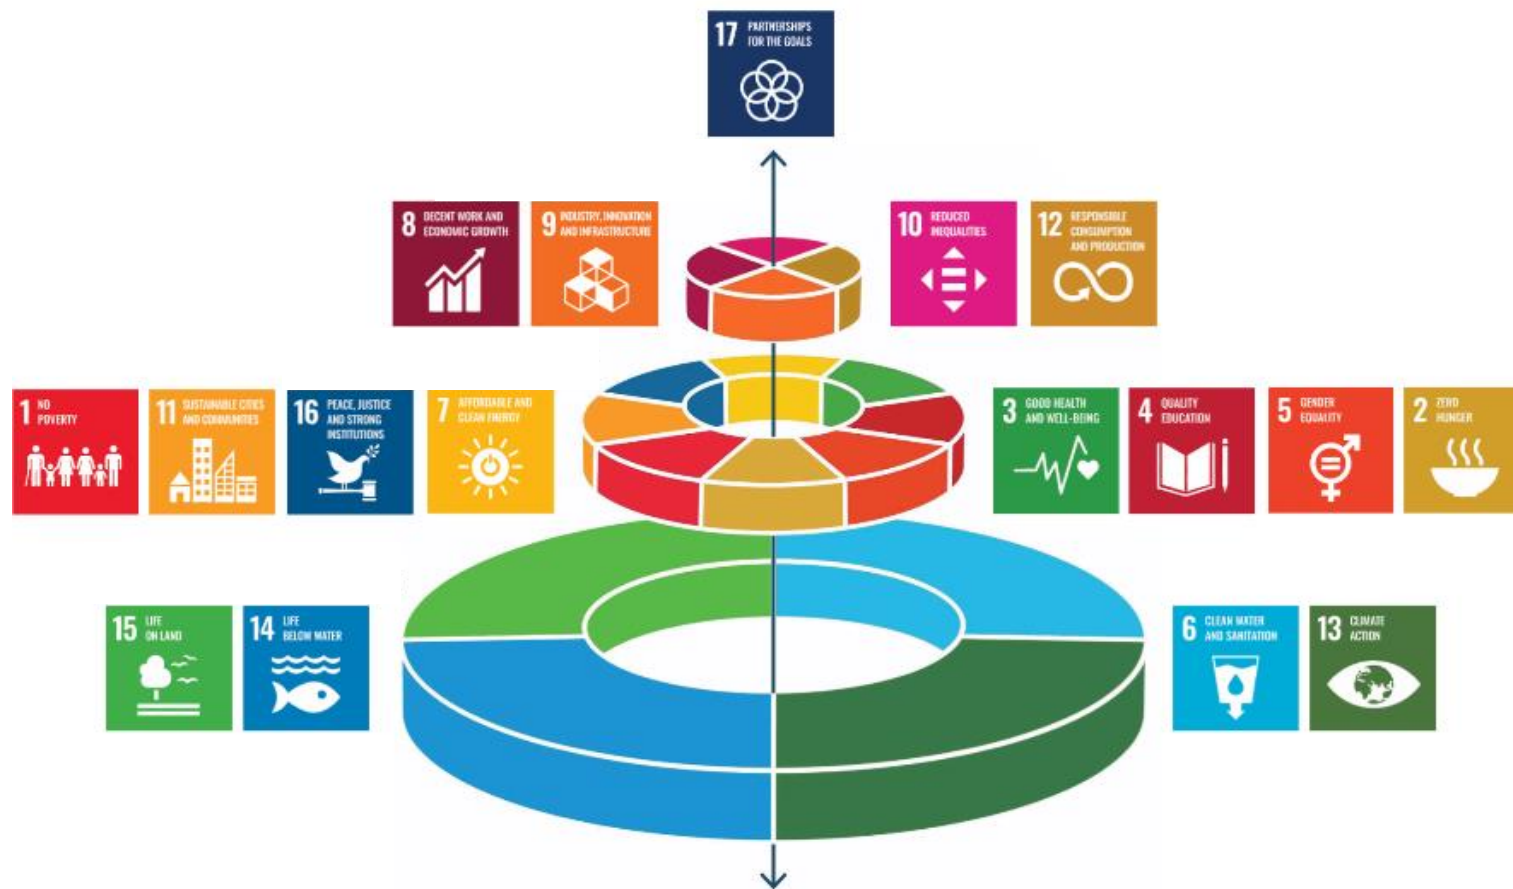 17 PARTNERSHIPS
FOR THE GOALS
8 DECENT WORK AND
ECONOMIC GROWTH
9 INDUSTRY, INNOVATION
AND INFRASTRUCTURE
10 REDUCED
INEQUALITIES
12 RESPONSIBLE
CONSUMPTION
AND PRODUCTION
1 NO
POVERTY
11 SUSTAINABLE CITIES
AND COMMUNITIES
16 PEACE, JUSTICE
AND STRONG
INSTITUTIONS
7 AFFORDABLE AND
CLEAN ENERGY
3 GOOD HEALTH
AND WELL-BEING
4 QUALITY
EDUCATION
5 GENDER
EQUALITY
2 ZERO
HUNGER
15 LIFE
ON LAND
14 LIFE
BELOW WATER
6 CLEAN WATER
AND SANITATION
13 CLIMATE
ACTION